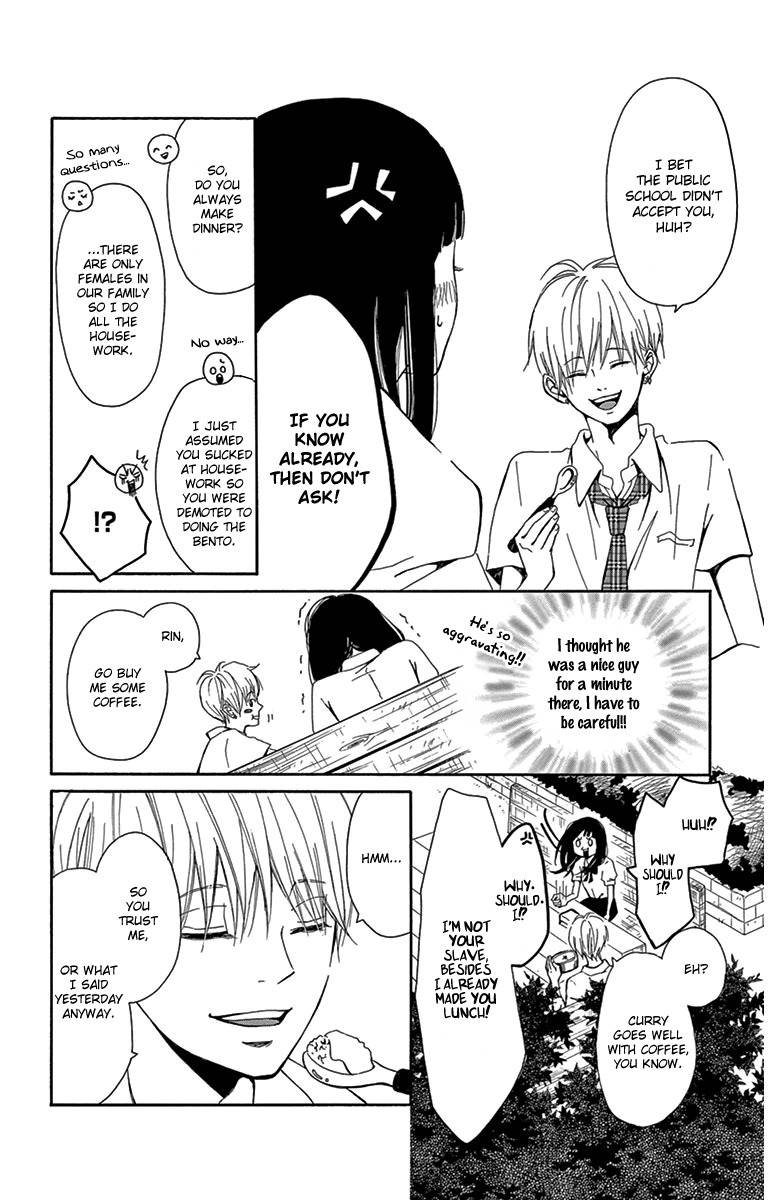 I BET
THE PUBLIC
SCHOOL DIDN'T
ACCEPT YOU,
HUH?
IF YOU
KNOW
ALREADY,
THEN DON'T
ASK!
SO,
DO YOU
ALWAYS
MAKE
DINNER?
So many
questions...
...THERE
ARE ONLY
FEMALES IN
OUR FAMILY
SO I DO
ALL THE
HOUSE-
WORK.
No way...
I JUST
ASSUMED
YOU SUCKED
AT HOUSE-
WORK SO
YOU WERE
DEMOTED TO
DOING THE
BENTO.
!?
I thought he
was a nice guy
for a minute
there, I have to
be careful!!
He's so
aggravating!!
RIN,
GO BUY
ME SOME
COFFEE.
HUH!?
WHY
SHOULD
I!?
EH?
CURRY
GOES WELL
WITH COFFEE,
YOU KNOW.
WHY.
SHOULD.
I!?
I'M NOT
YOUR
SLAVE,
BESIDES
I ALREADY
MADE YOU
LUNCH!
HMM...
SO
YOU
TRUST
ME,
OR WHAT
I SAID
YESTERDAY
ANYWAY.